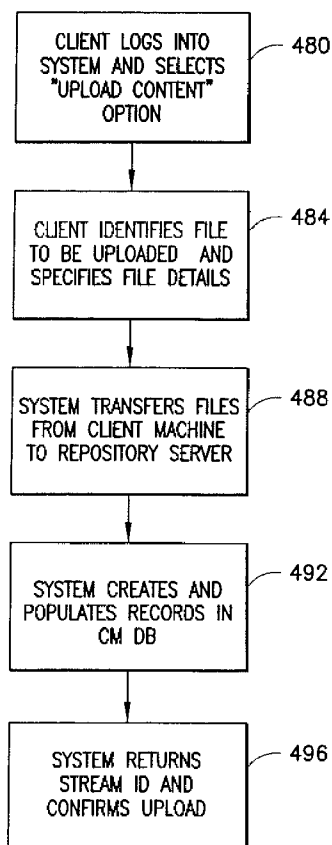 CLIENT LOGS INTO
SYSTEM AND SELECTS
"UPLOAD CONTENT"
OPTION
480
CLIENT IDENTIFIES FILE
TO BE UPLOADED AND
SPECIFIES FILE DETAILS
484
SYSTEM TRANSFERS FILES
FROM CLIENT MACHINE
TO REPOSITORY SERVER
488
SYSTEM CREATES AND
POPULATES RECORDS IN
CM DB
492
SYSTEM RETURNS
STREAM ID AND
CONFIRMS UPLOAD
496